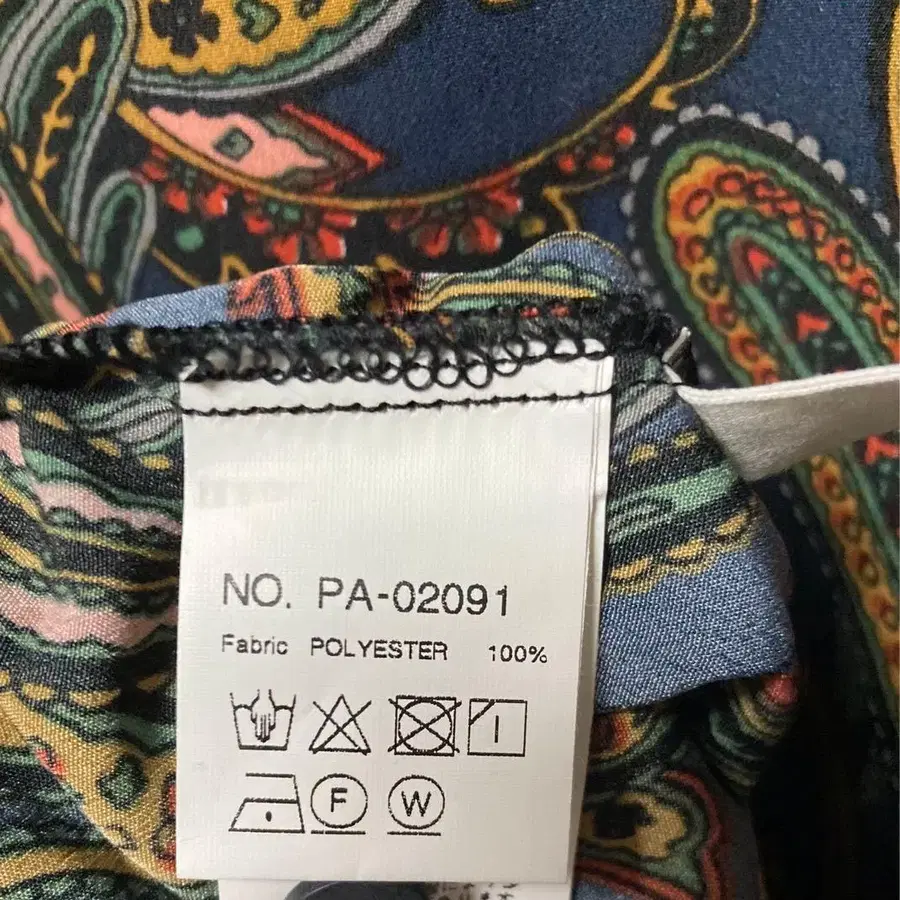 NO. PA-02091
Fabric POLYESTER 100%
F W